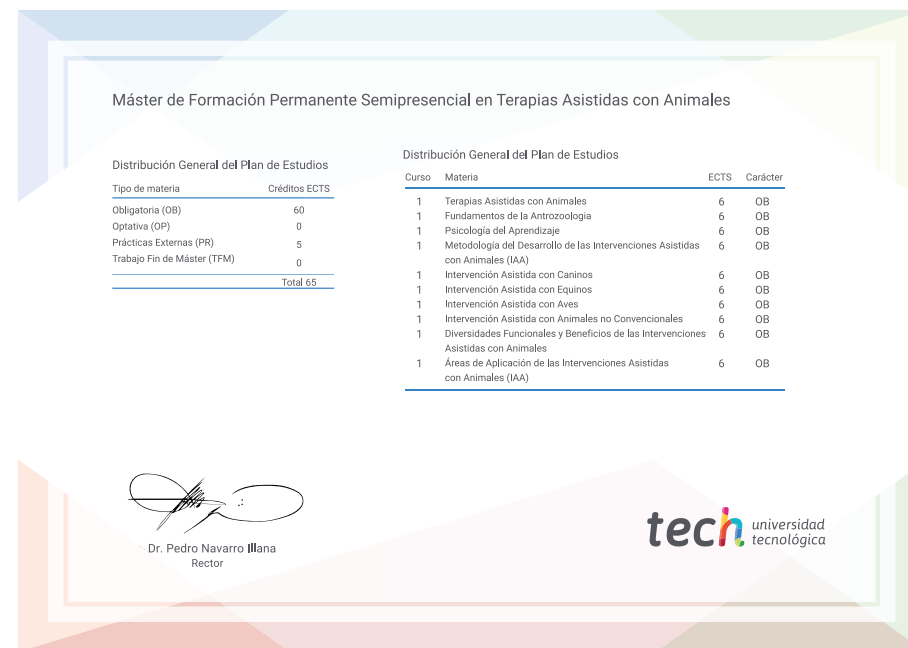 Máster de Formación Permanente Semipresencial en Terapias Asistidas con Animales
Distribución General del Plan de Estudios
Tipo de materia Créditos ECTS
Obligatoria (OB) 60
Optativa (OP) 0
Prácticas Externas (PR) 5
Trabajo Fin de Máster (TFM) 0
Total 65
Distribución General del Plan de Estudios
Curso Materia ECTS Carácter
1 Terapias Asistidas con Animales 6 OB
1 Fundamentos de la Antrozoologia 6 OB
1 Psicología del Aprendizaje 6 OB
1 Metodología del Desarrollo de las Intervenciones Asistidas 6 OB
con Animales (IAA)
1 Intervención Asistida con Caninos 6 OB
1 Intervención Asistida con Equinos 6 OB
1 Intervención Asistida con Aves 6 OB
1 Intervención Asistida con Animales no Convencionales 6 OB
1 Diversidades Funcionales y Beneficios de las Intervenciones 6 OB
Asistidas con Animales
1 Áreas de Aplicación de las Intervenciones Asistidas 6 OB
con Animales (IAA)
Dr. Pedro Navarro Illana
Rector
tech universidad
tecnológica